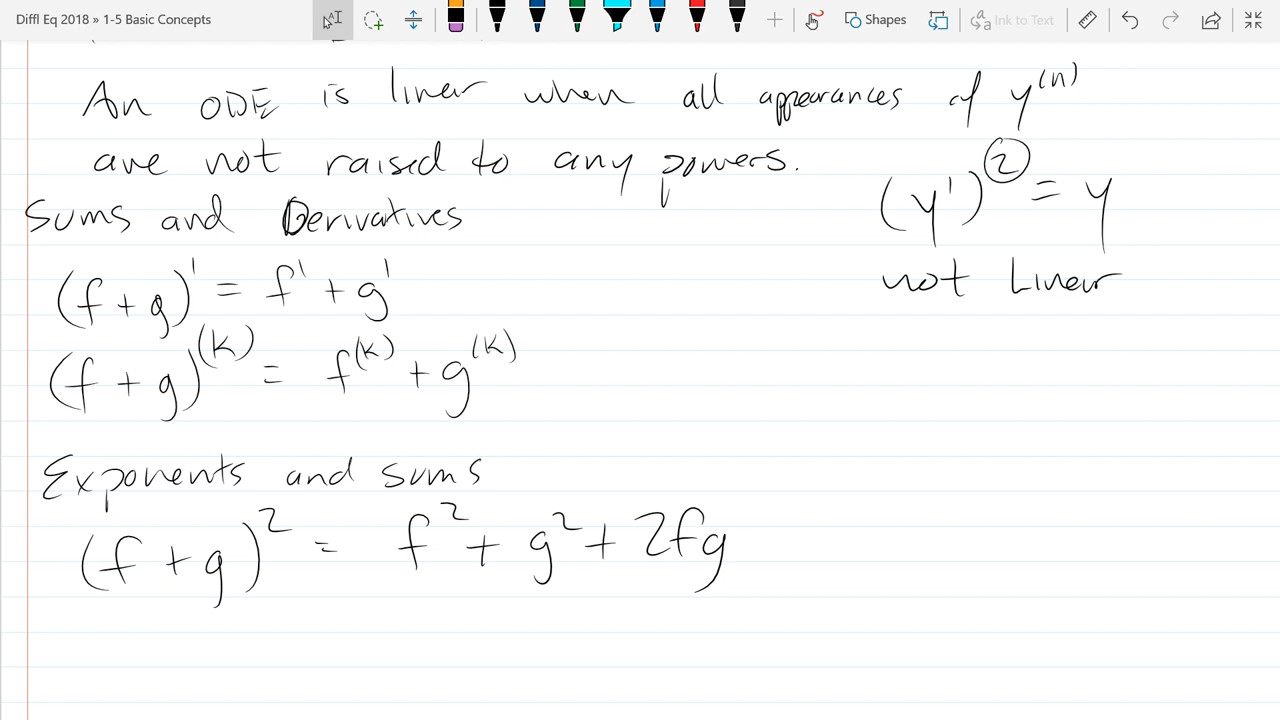 Diffl Eq 2018 » 1-5 Basic Concepts
Shapes
Ink to Text
An ODE is linear when all appearances of y^(n)
are not raised to any powers.
(y')^2 = y
not Linear
Sums and Derivatives
(f+g)' = f' + g'
(f+g)^(k) = f^(k) + g^(k)
Exponents and sums
(f+g)^2 = f^2 + g^2 + 2fg